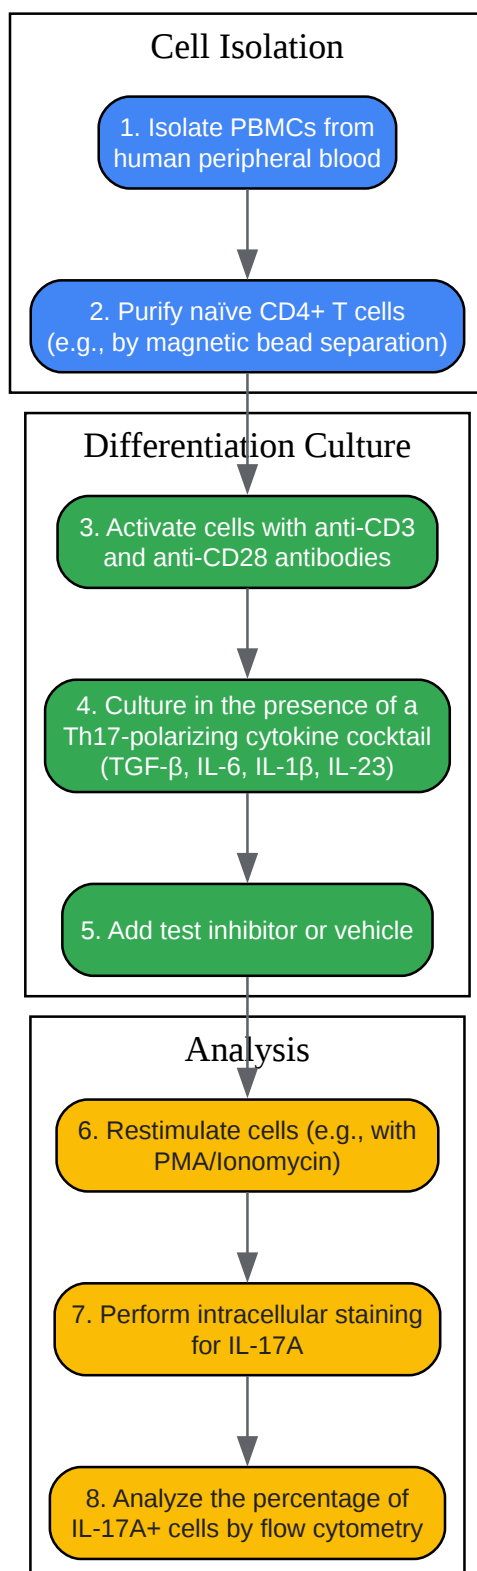 Cell Isolation
1. Isolate PBMCs from
human peripheral blood
2. Purify naïve CD4+ T cells
(e.g., by magnetic bead separation)
Differentiation Culture
3. Activate cells with anti-CD3
and anti-CD28 antibodies
4. Culture in the presence of a
Th17-polarizing cytokine cocktail
(TGF-β, IL-6, IL-1β, IL-23)
5. Add test inhibitor or vehicle
Analysis
6. Restimulate cells (e.g., with
PMA/Ionomycin)
7. Perform intracellular staining
for IL-17A
8. Analyze the percentage of
IL-17A+ cells by flow cytometry